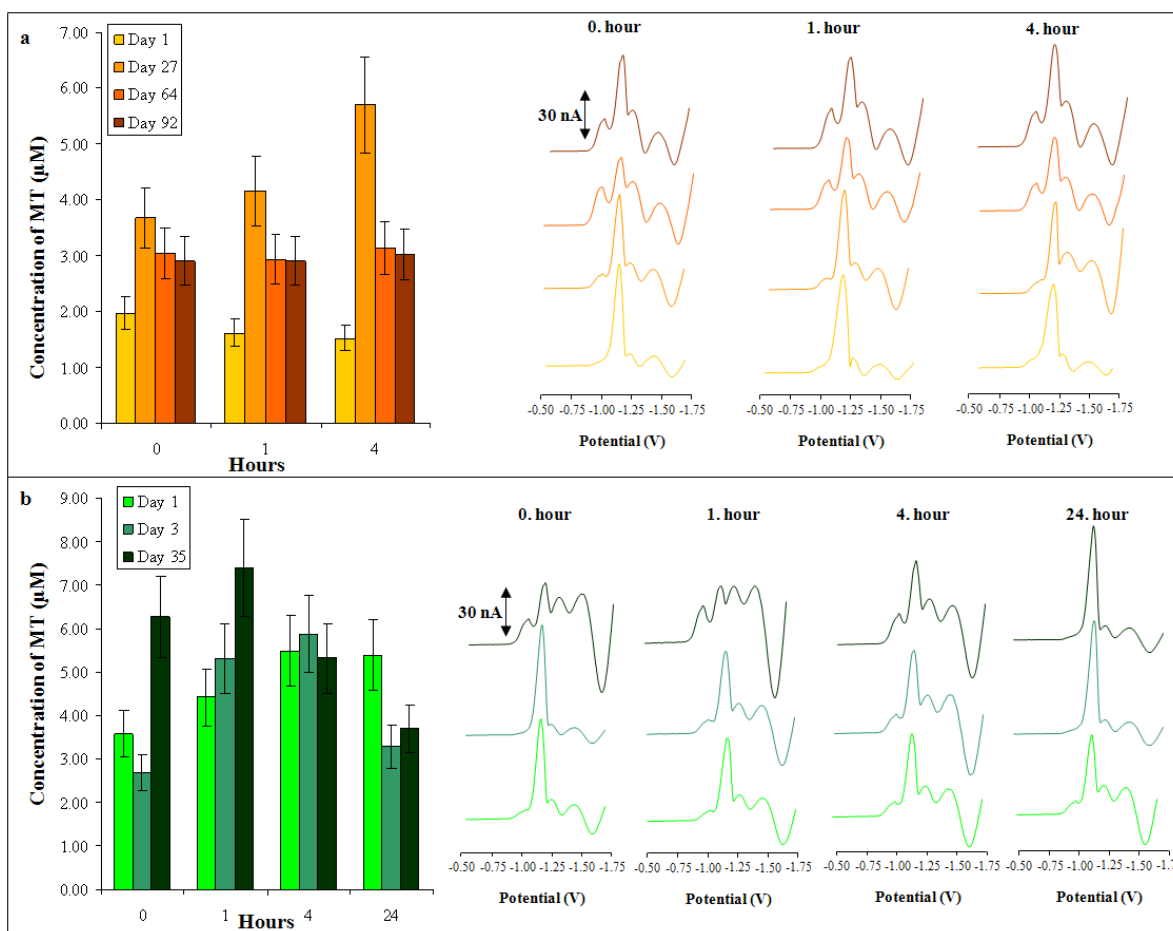 a
Day 1
Day 27
Day 64
Day 92
7.00
6.00
5.00
4.00
3.00
2.00
1.00
0.00
Concentration of MT (µM)
0 1 4
Hours
0. hour 1. hour 4. hour
30 nA
-0.50 -0.75 -1.00 -1.25 -1.50 -1.75
-0.50 -0.75 -1.00 -1.25 -1.50 -1.75
-0.50 -0.75 -1.00 -1.25 -1.50 -1.75
Potential (V) Potential (V) Potential (V)
b
Day 1
Day 3
Day 35
9.00
8.00
7.00
6.00
5.00
4.00
3.00
2.00
1.00
0.00
Concentration of MT (µM)
0 1 4 24
Hours
0. hour 1. hour 4. hour 24. hour
30 nA
-0.50 -0.75 -1.00 -1.25 -1.50 -1.75
-0.50 -0.75 -1.00 -1.25 -1.50 -1.75
-0.50 -0.75 -1.00 -1.25 -1.50 -1.75
-0.50 -0.75 -1.00 -1.25 -1.50 -1.75
Potential (V) Potential (V) Potential (V) Potential (V)